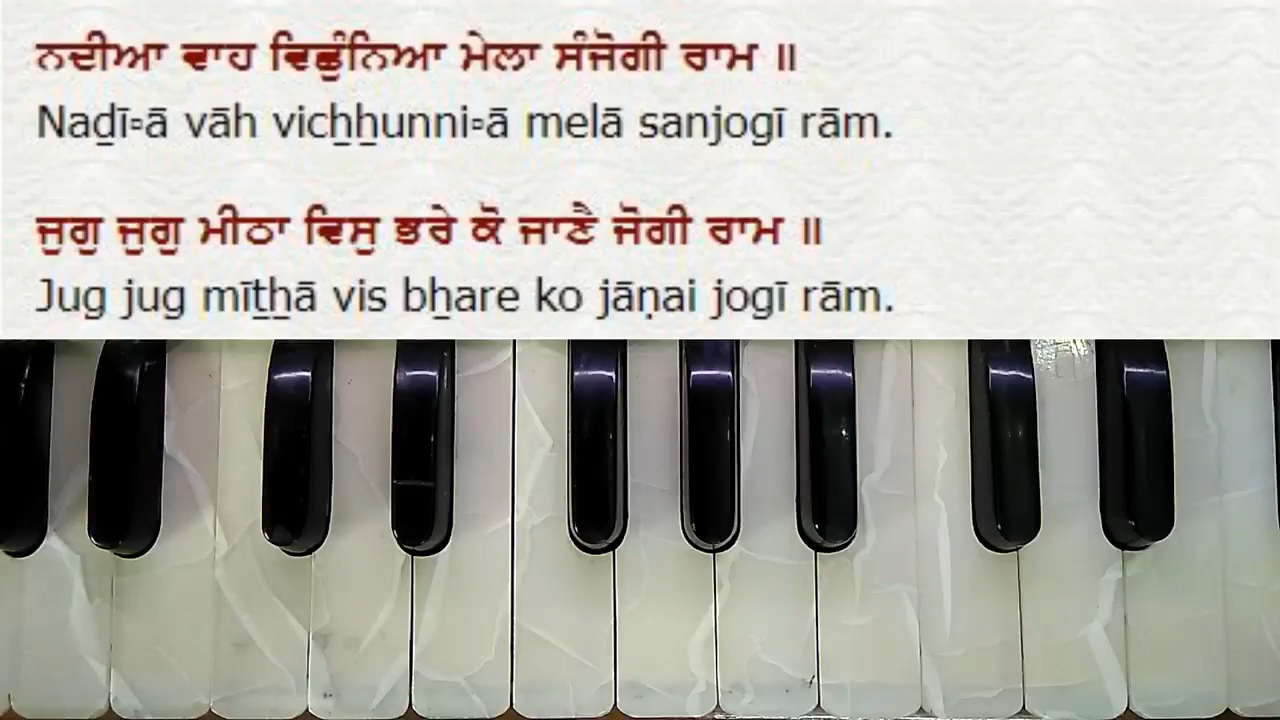 ਨਦੀਆ ਵਾਹ ਵਿਛੁੰਨਿਆ ਮੇਲਾ ਸੰਜੋਗੀ ਰਾਮ ॥
Naḏī▫ā vāh vicẖẖunni▫ā melā sanjogī rām.
ਜੁਗੁ ਜੁਗੁ ਮੀਠਾ ਵਿਸੁ ਭਰੇ ਕੋ ਜਾਣੈ ਜੋਗੀ ਰਾਮ ॥
Jug jug mīṯẖā vis bẖare ko jāṇai jogī rām.